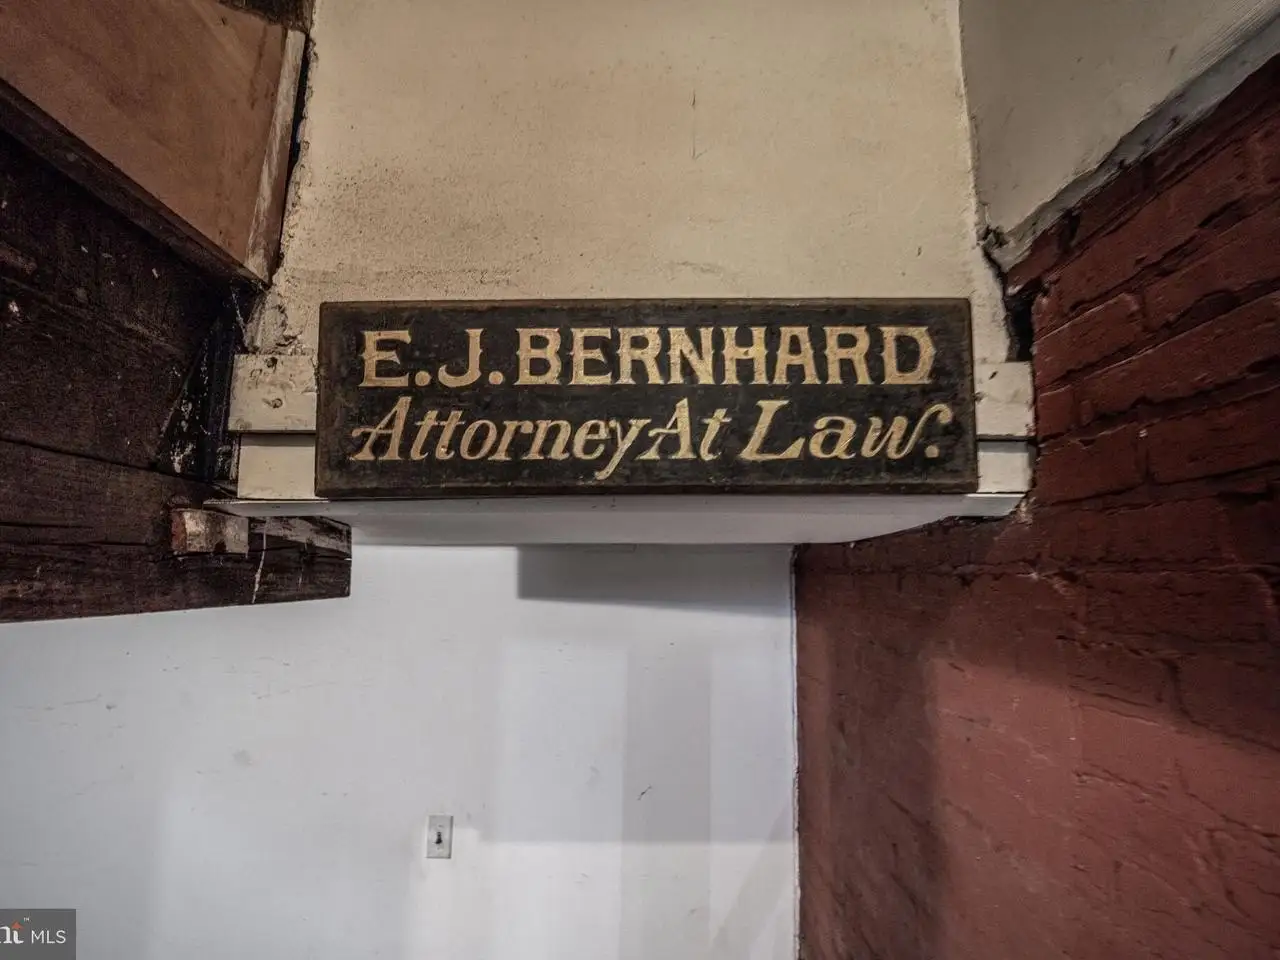 E. J. BERNHARD
Attorney At Law.
MLS